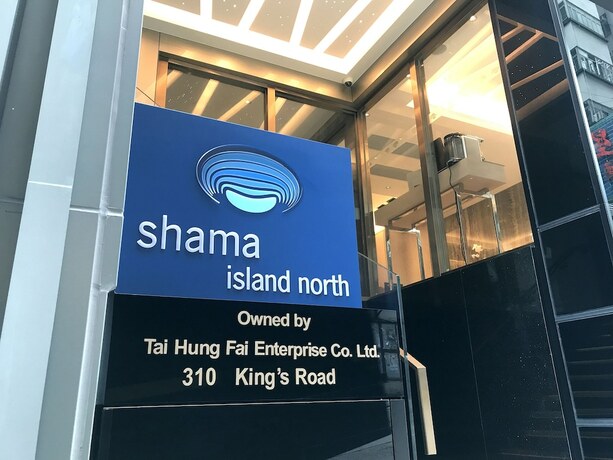 shama
island north
Owned by
Tai Hung Fai Enterprise Co. Ltd.
310 King's Road